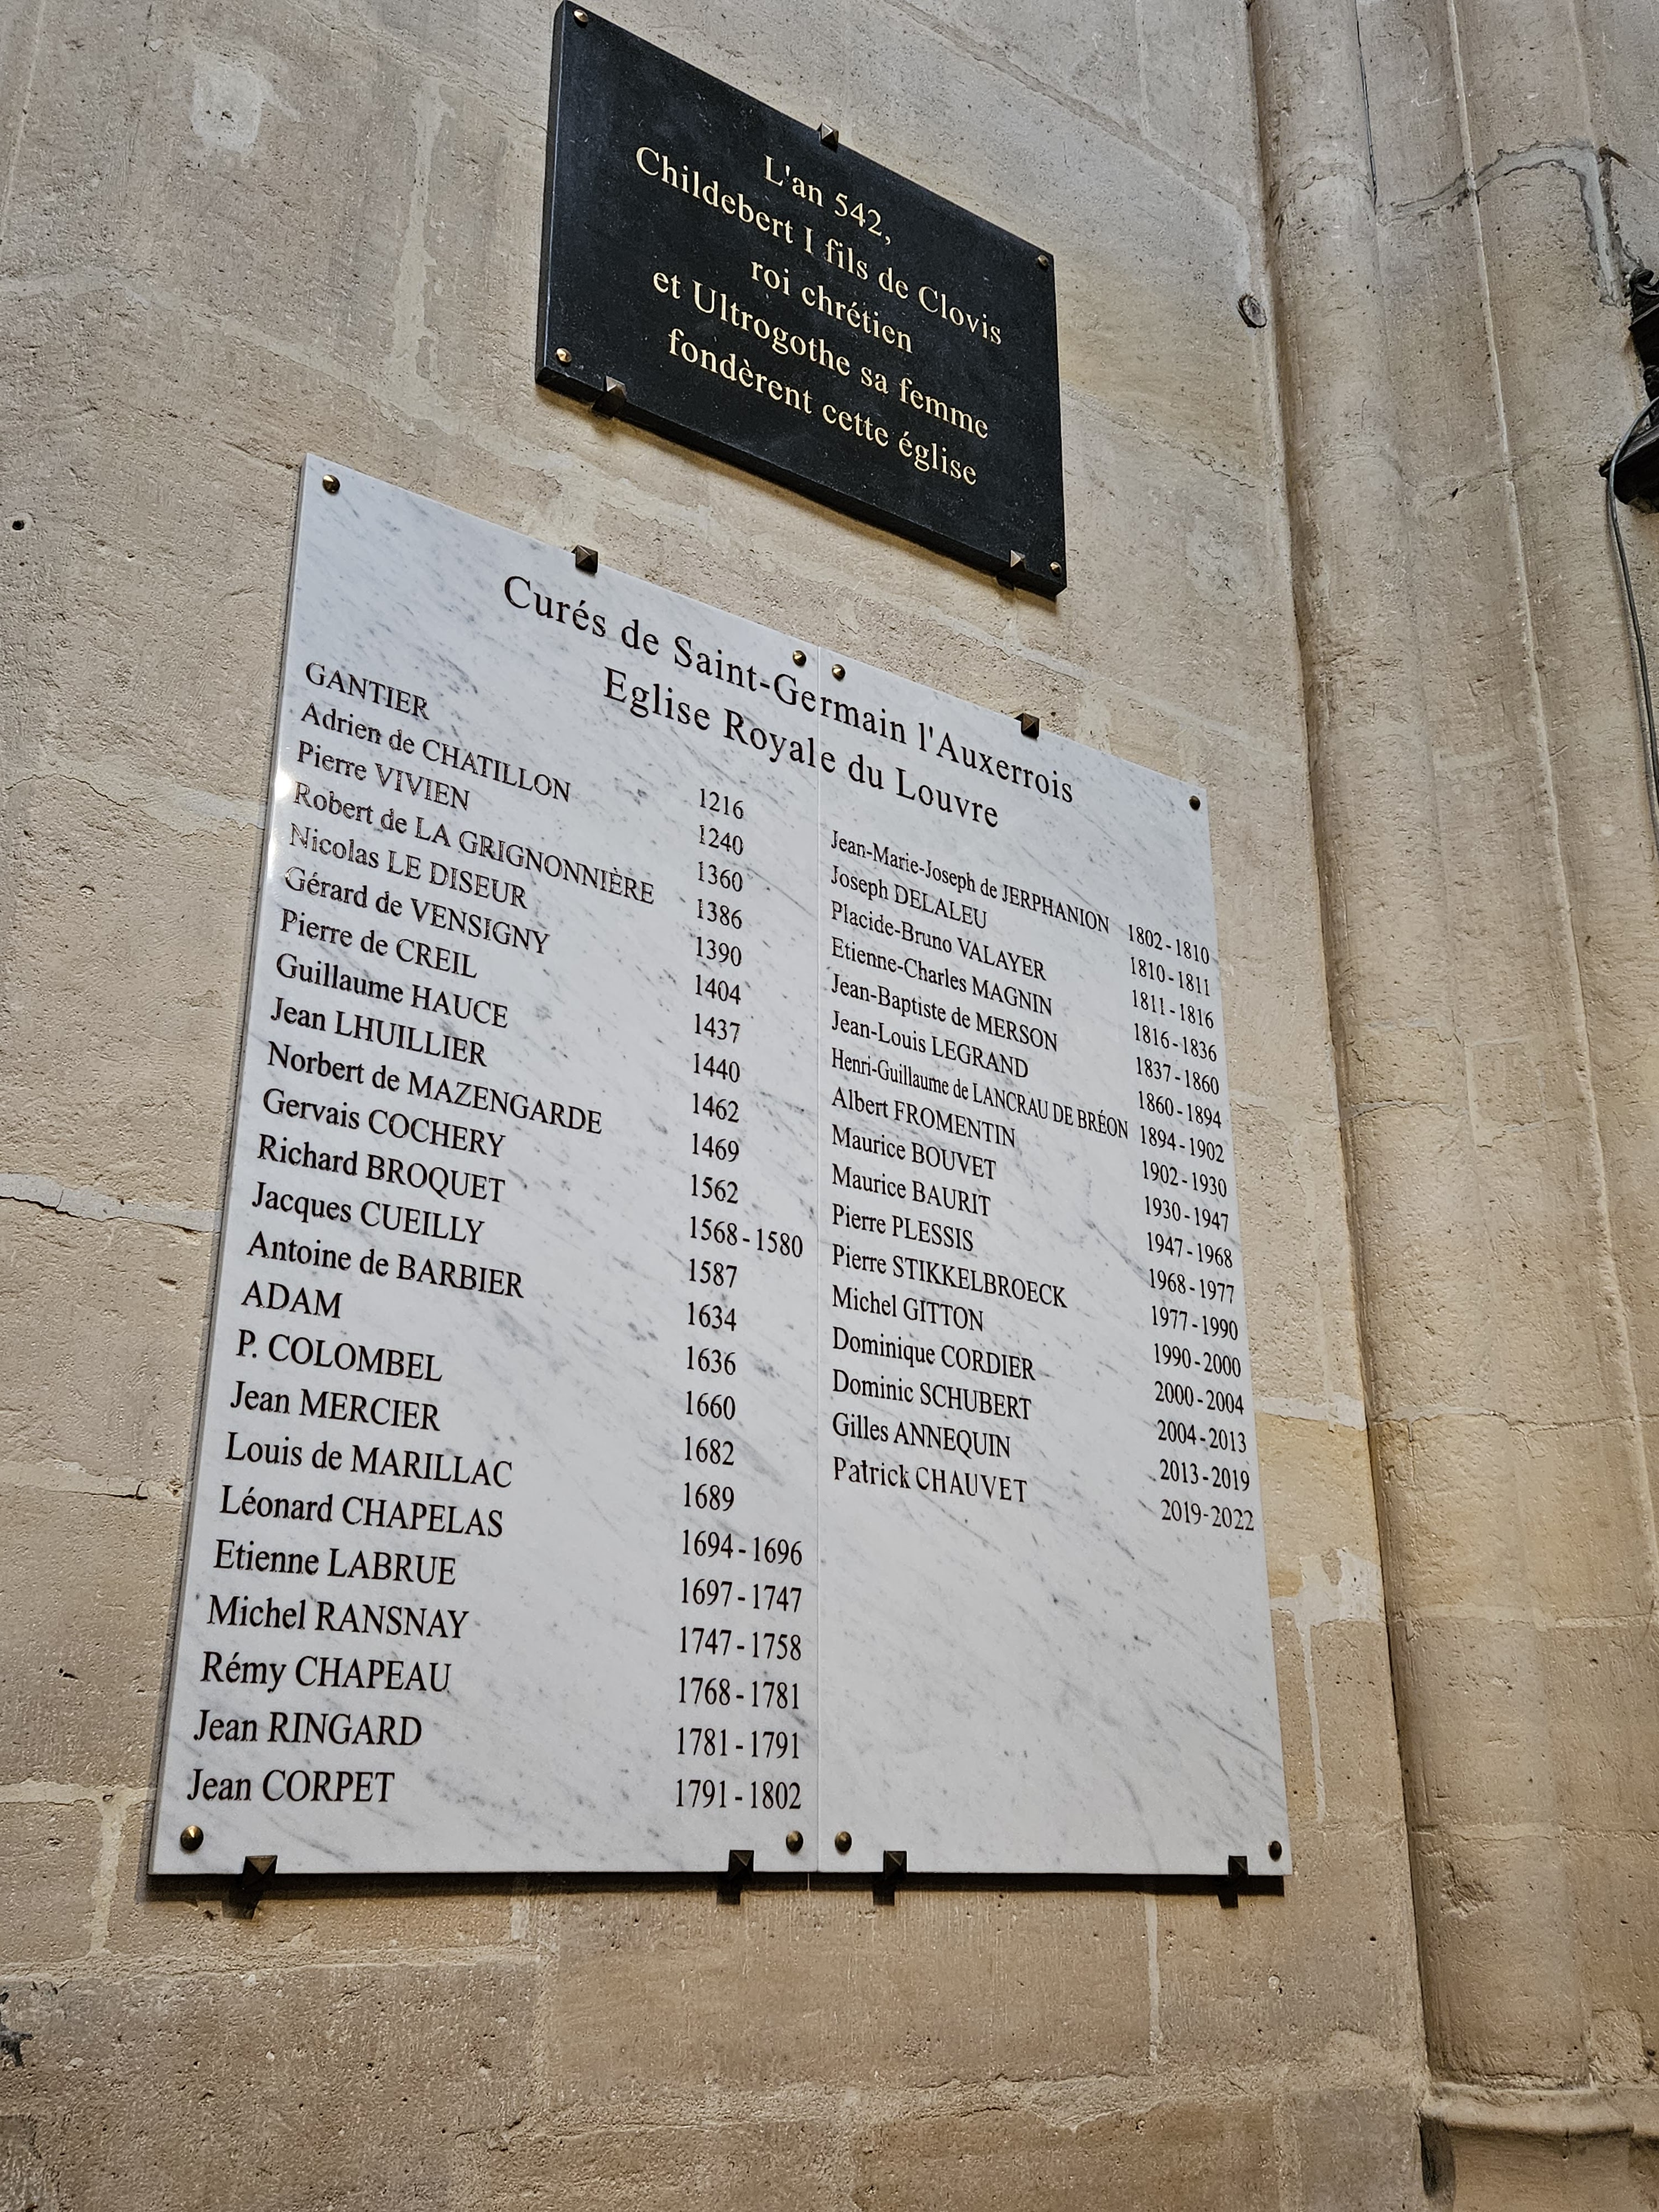 L'an 542,
Childebert I fils de Clovis
roi chrétien
et Ultrogothe sa femme
fondèrent cette église
Curés de Saint-Germain l'Auxerrois
Eglise Royale du Louvre
GANTIER 1216
Adrien de CHATILLON 1240
Pierre VIVIEN 1360
Robert de LA GRIGNONNIÈRE 1386
Nicolas LE DISEUR 1390
Gérard de VENSIGNY 1404
Pierre de CREIL 1437
Guillaume HAUCE 1440
Jean LHUILLIER 1462
Norbert de MAZENGARDE 1469
Gervais COCHERY 1562
Richard BROQUET 1568-1580
Jacques CUEILLY 1587
Antoine de BARBIER 1634
ADAM 1636
P. COLOMBEL 1660
Jean MERCIER 1682
Louis de MARILLAC 1689
Léonard CHAPELAS 1694-1696
Etienne LABRUE 1697-1747
Michel RANSNAY 1747-1758
Rémy CHAPEAU 1768-1781
Jean RINGARD 1781-1791
Jean CORPET 1791-1802
Jean-Marie-Joseph de JERPHANION 1802-1810
Joseph DELALEU 1810-1811
Placide-Bruno VALAYER 1811-1816
Etienne-Charles MAGNIN 1816-1836
Jean-Baptiste de MERSON 1837-1860
Jean-Louis LEGRAND 1860-1894
Henri-Guillaume de LANCRAU DE BRÉON 1894-1902
Albert FROMENTIN 1902-1930
Maurice BOUVET 1930-1947
Maurice BAURIT 1947-1968
Pierre PLESSIS 1968-1977
Pierre STIKKELBROECK 1977-1990
Michel GITTON 1990-2000
Dominique CORDIER 2000-2004
Dominic SCHUBERT 2004-2013
Gilles ANNEQUIN 2013-2019
Patrick CHAUVET 2019-2022